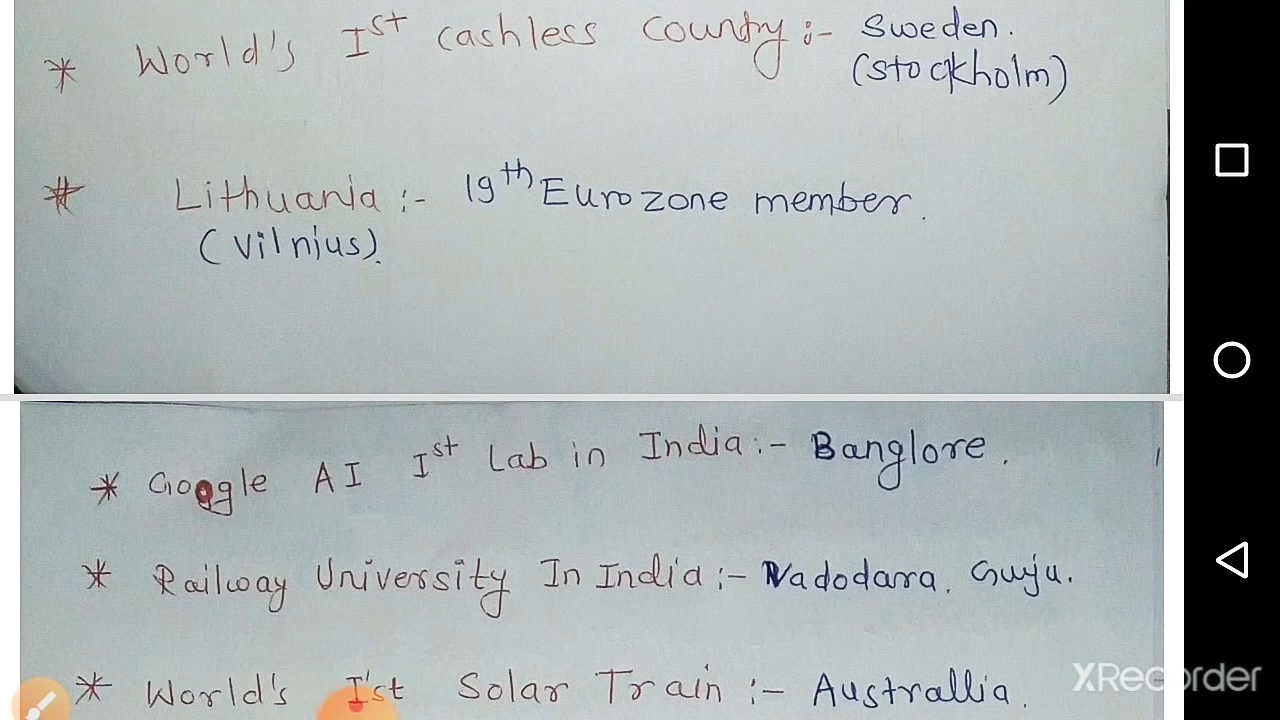 * World's Ist cashless County :- Sweden.
(Stockholm)
* Lithuania :- 19th Eurozone member.
(Vilnius).
* Google AI Ist Lab in India :- Banglore.
* Railway University In India :- Vadodara. Guju.
* World's I'st Solar Train :- Australlia.
XRecorder